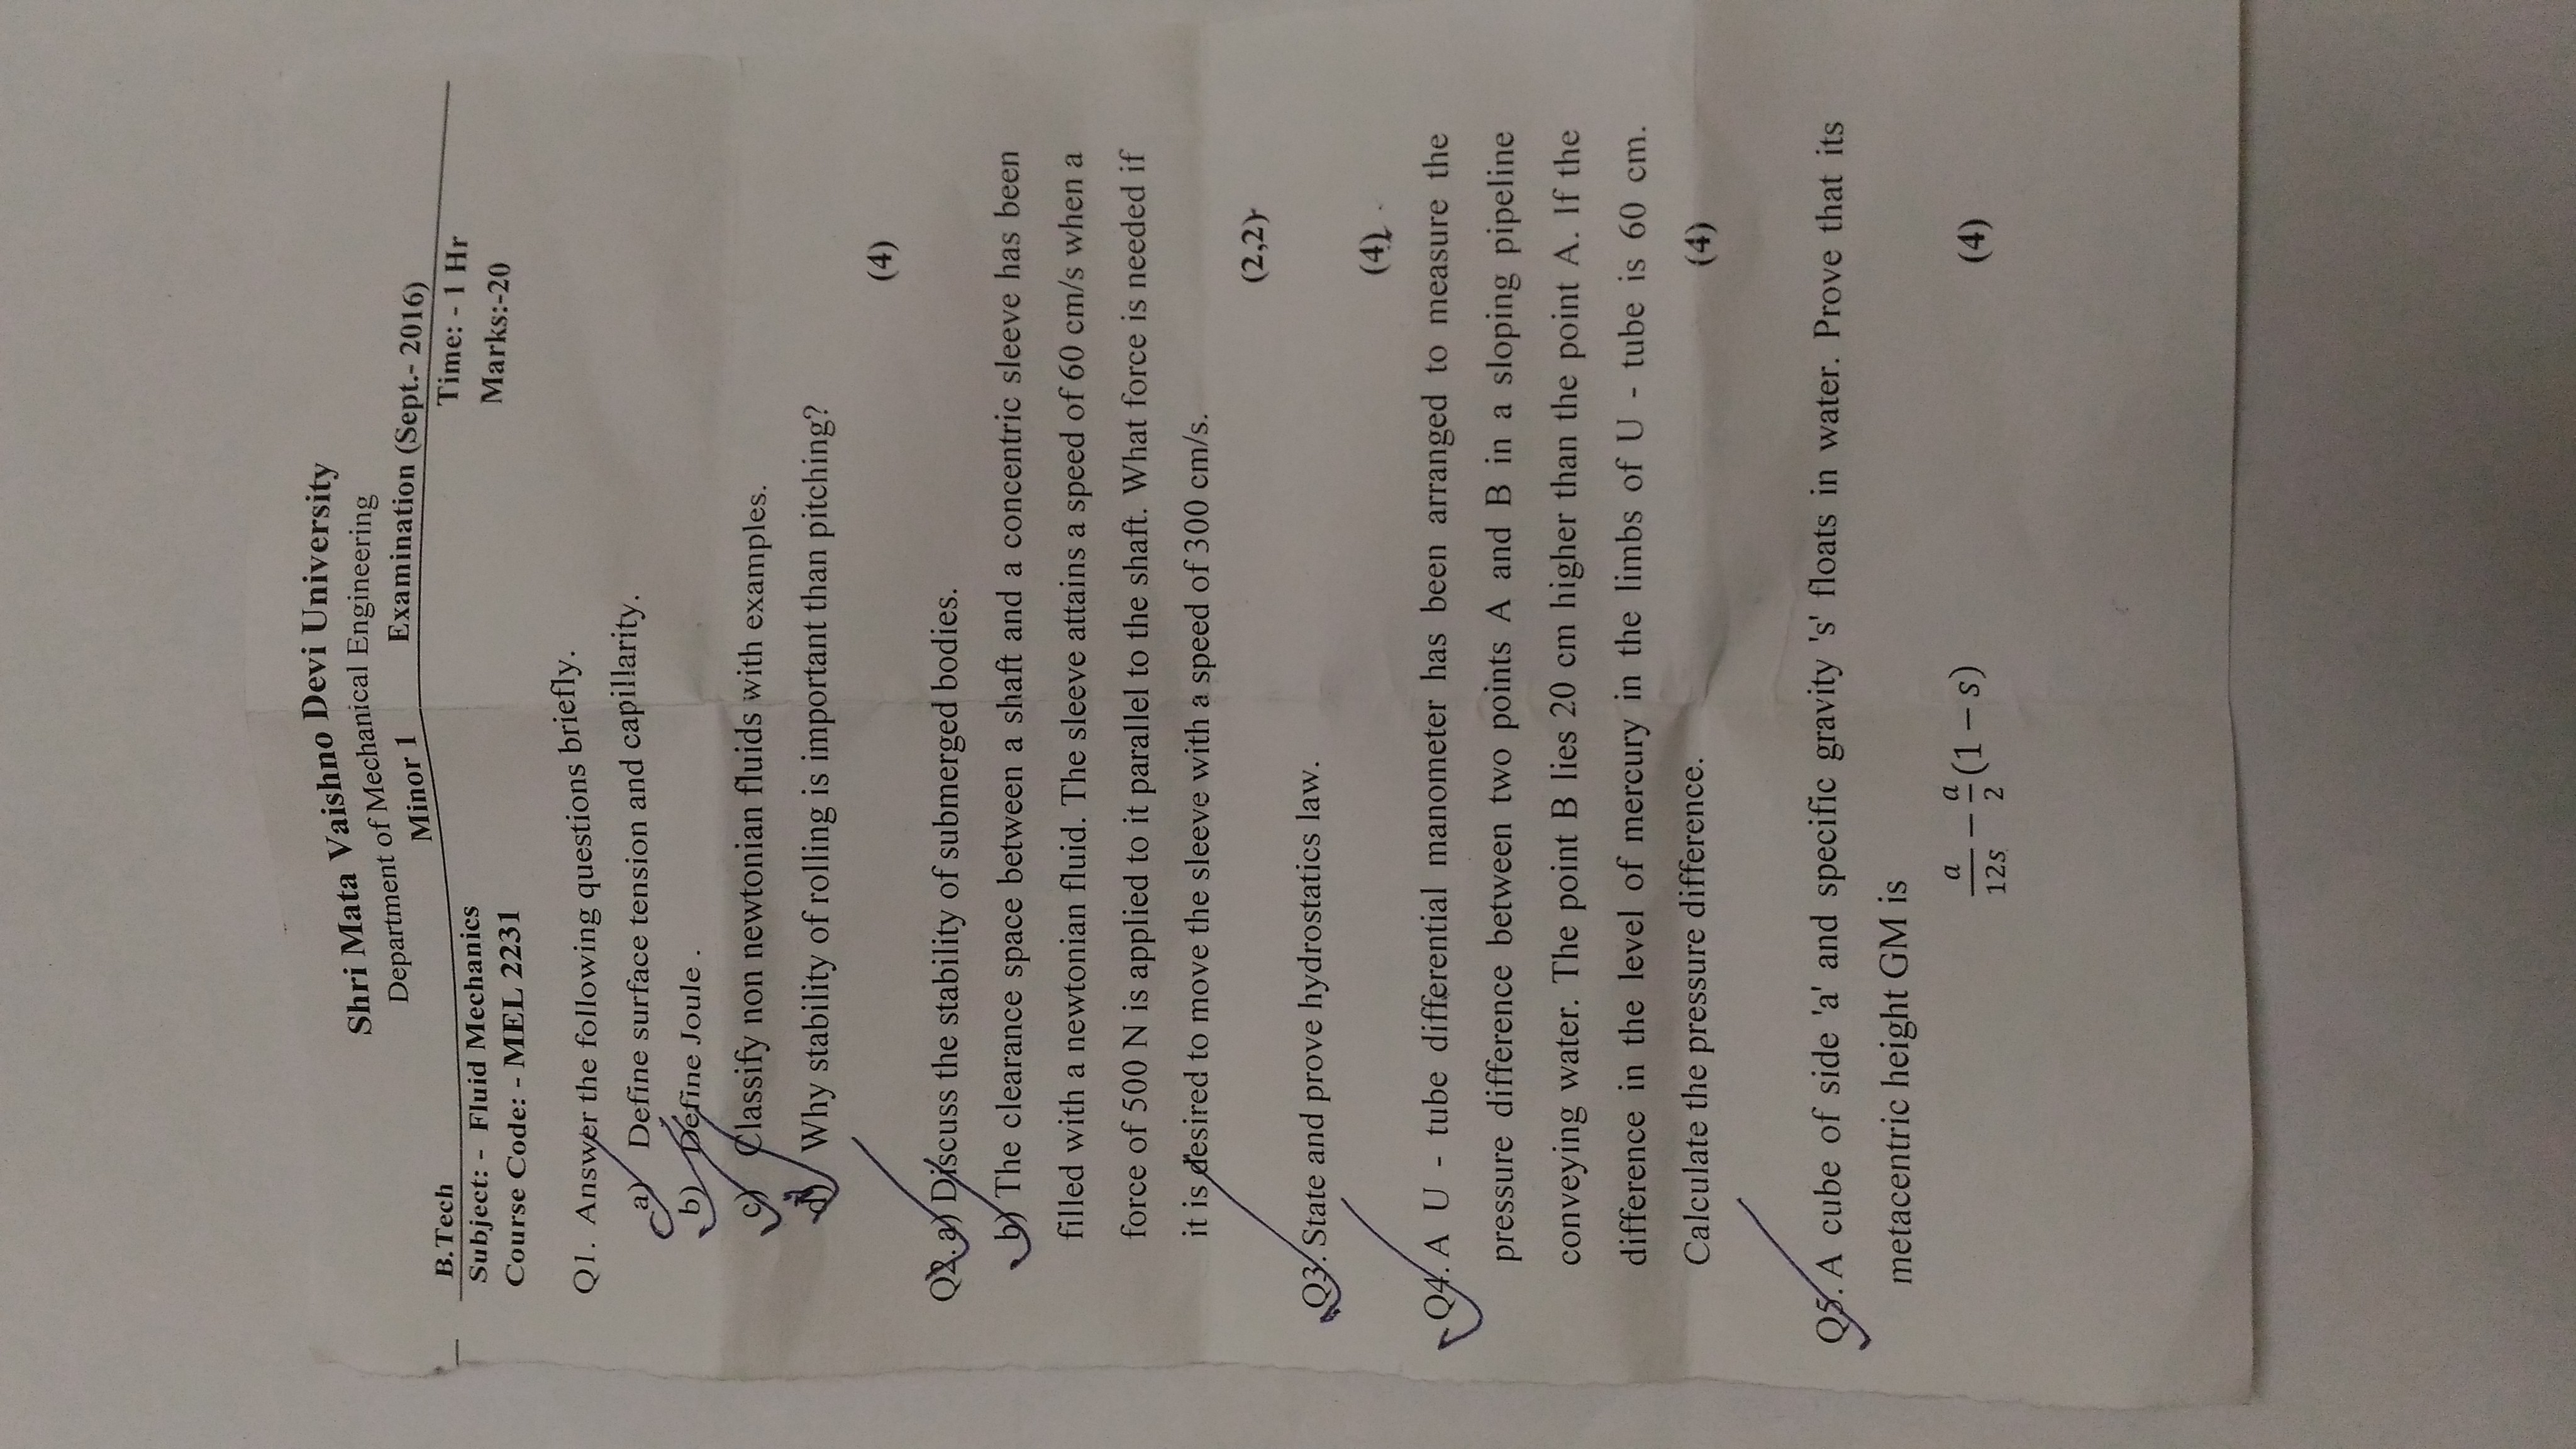 Shri Mata Vaishno Devi University
Department of Mechanical Engineering
Minor 1 Examination (Sept.- 2016)
B.Tech
Subject: - Fluid Mechanics Time: - 1 Hr
Course Code: - MEL 2231 Marks:-20
Q1. Answer the following questions briefly.
a) Define surface tension and capillarity.
b) Define Joule .
c) Classify non newtonian fluids with examples.
d) Why stability of rolling is important than pitching?
(4)
Q2. a) Discuss the stability of submerged bodies.
b) The clearance space between a shaft and a concentric sleeve has been
filled with a newtonian fluid. The sleeve attains a speed of 60 cm/s when a
force of 500 N is applied to it parallel to the shaft. What force is needed if
it is desired to move the sleeve with a speed of 300 cm/s.
(2,2)
Q3. State and prove hydrostatics law.
(4)
Q4. A U - tube differential manometer has been arranged to measure the
pressure difference between two points A and B in a sloping pipeline
conveying water. The point B lies 20 cm higher than the point A. If the
difference in the level of mercury in the limbs of U - tube is 60 cm.
Calculate the pressure difference. (4)
Q5. A cube of side 'a' and specific gravity 's' floats in water. Prove that its
metacentric height GM is
a/12s − a/2 (1 − s) (4)